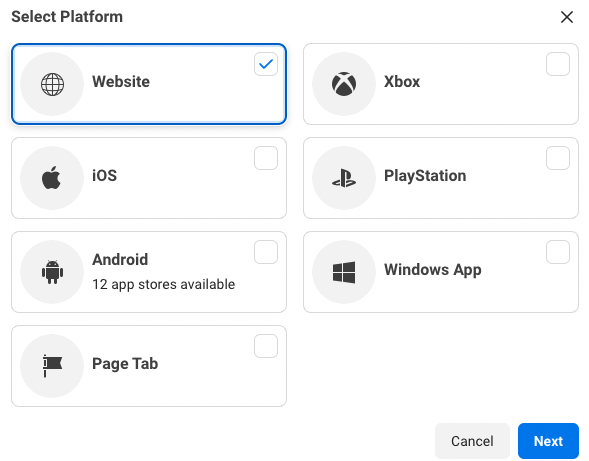 Select Platform
Website
Xbox
iOS
PlayStation
Android
12 app stores available
Windows App
Page Tab
Cancel
Next